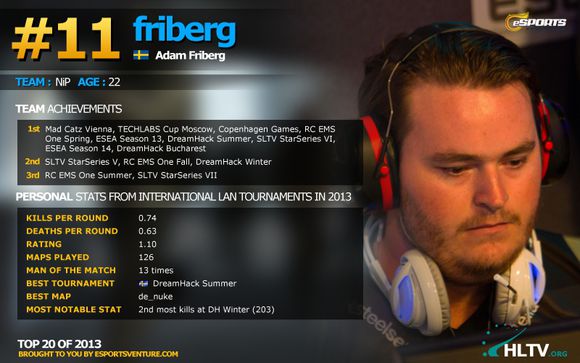 #11 friberg
Adam Friberg
eSPORTS
TEAM : NiP AGE : 22
TEAM ACHIEVEMENTS
1st Mad Catz Vienna, TECHLABS Cup Moscow, Copenhagen Games, RC EMS
One Spring, ESEA Season 13, DreamHack Summer, SLTV StarSeries VI,
ESEA Season 14, DreamHack Bucharest
2nd SLTV StarSeries V, RC EMS One Fall, DreamHack Winter
3rd RC EMS One Summer, SLTV StarSeries VII
PERSONAL STATS FROM INTERNATIONAL LAN TOURNAMENTS IN 2013
KILLS PER ROUND 0.74
DEATHS PER ROUND 0.63
RATING 1.10
MAPS PLAYED 126
MAN OF THE MATCH 13 times
BEST TOURNAMENT DreamHack Summer
BEST MAP de_nuke
MOST NOTABLE STAT 2nd most kills at DH Winter (203)
steelse
TOP 20 OF 2013
BROUGHT TO YOU BY ESPORTSVENTURE.COM
HLTV.ORG